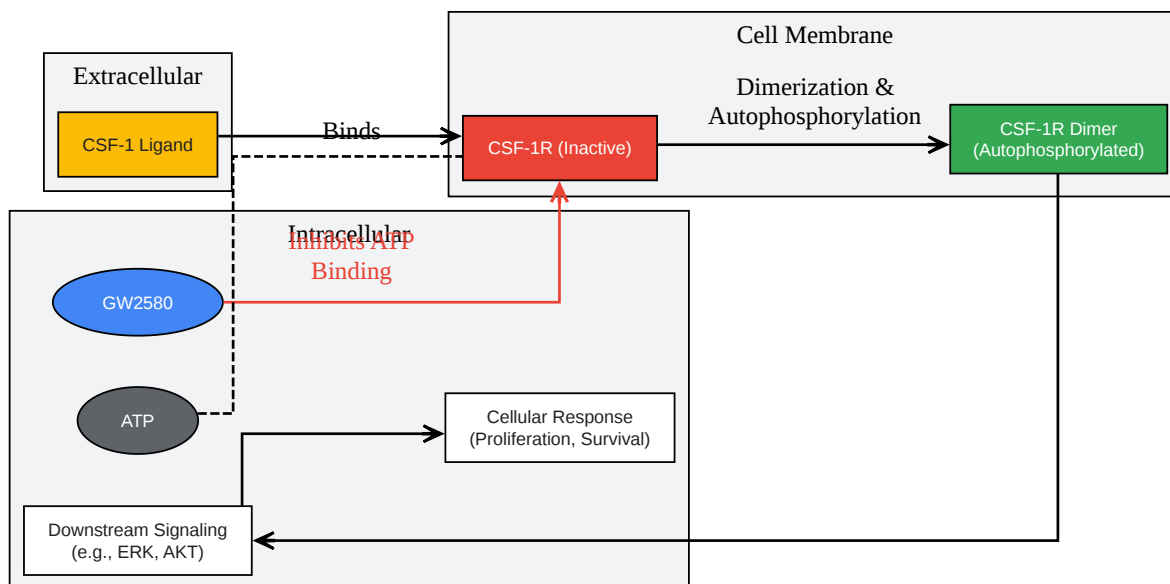 Cell Membrane
Extracellular
Dimerization &
Autophosphorylation
CSF-1 Ligand
Binds
CSF-1R (Inactive)
CSF-1R Dimer
(Autophosphorylated)
Intracellular
Inhibits ATP
Binding
GW2580
ATP
Cellular Response
(Proliferation, Survival)
Downstream Signaling
(e.g., ERK, AKT)